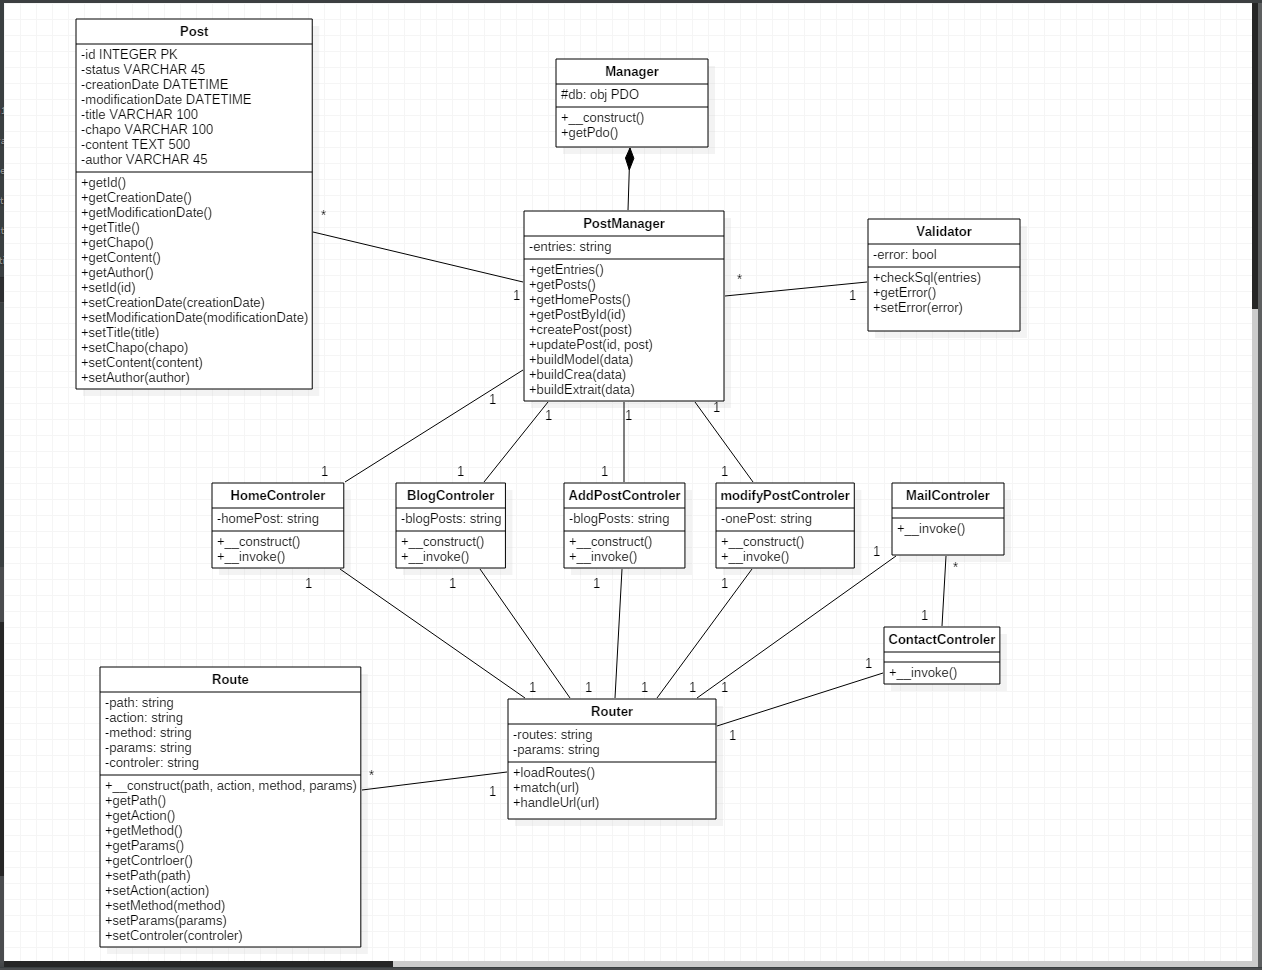 Post
-id INTEGER PK
-status VARCHAR 45
-creationDate DATETIME
-modificationDate DATETIME
-title VARCHAR 100
-chapo VARCHAR 100
-content TEXT 500
-author VARCHAR 45
+getId()
+getCreationDate()
+getModificationDate()
+getTitle()
+getChapo()
+getContent()
+getAuthor()
+setId(id)
+setCreationDate(creationDate)
+setModificationDate(modificationDate)
+setTitle(title)
+setChapo(chapo)
+setContent(content)
+setAuthor(author)
*
1
Manager
#db: obj PDO
+__construct()
+getPdo()
PostManager
-entries: string
+getEntries()
+getPosts()
+getHomePosts()
+getPostById(id)
+createPost(post)
+updatePost(id, post)
+buildModel(data)
+buildCrea(data)
+buildExtrait(data)
*
1
Validator
-error: bool
+checkSql(entries)
+getError()
+setError(error)
1
1
1
1
1
1
1
1
HomeControler
-homePost: string
+__construct()
+__invoke()
BlogControler
-blogPosts: string
+__construct()
+__invoke()
AddPostControler
-blogPosts: string
+__construct()
+__invoke()
modifyPostControler
-onePost: string
+__construct()
+__invoke()
MailControler
+__invoke()
1
1
1
1
1
*
1
ContactControler
+__invoke()
1
1
1
1
1
1
1
Route
-path: string
-action: string
-method: string
-params: string
-controler: string
+__construct(path, action, method, params)
+getPath()
+getAction()
+getMethod()
+getParams()
+getContrloer()
+setPath(path)
+setAction(action)
+setMethod(method)
+setParams(params)
+setControler(controler)
*
1
Router
-routes: string
-params: string
+loadRoutes()
+match(url)
+handleUrl(url)